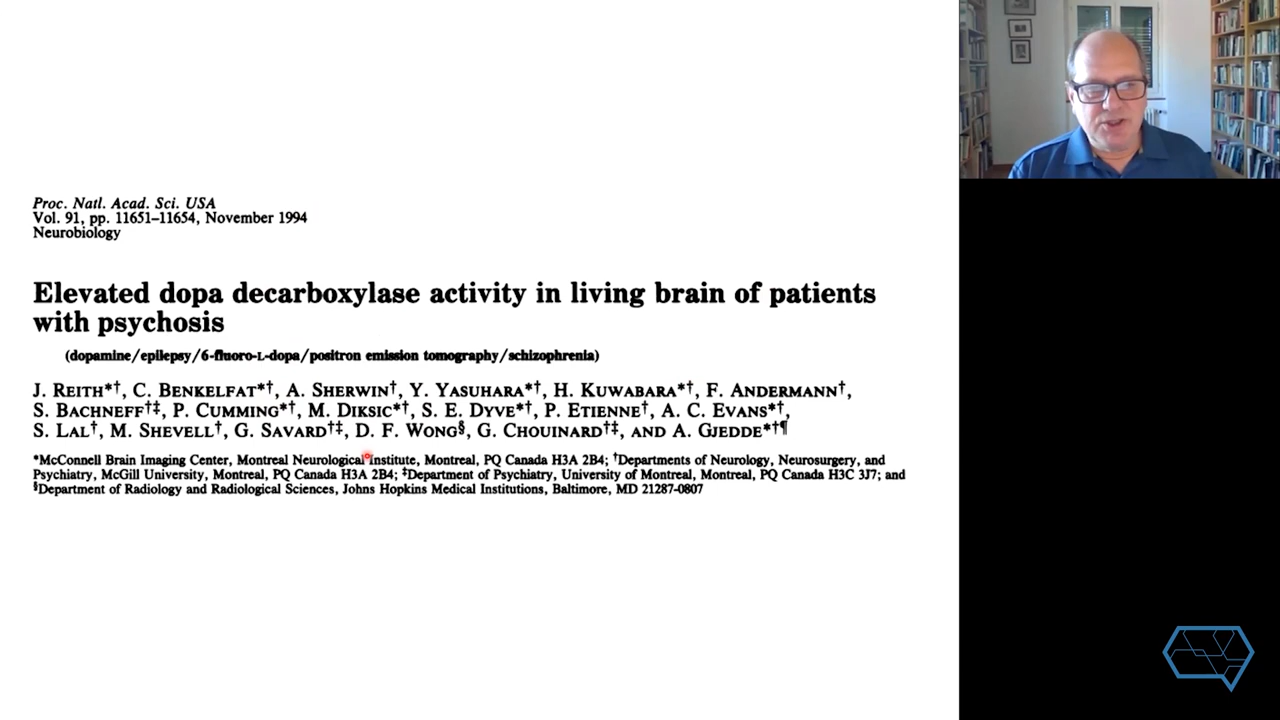 Proc. Natl. Acad. Sci. USA
Vol. 91, pp. 11651–11654, November 1994
Neurobiology
Elevated dopa decarboxylase activity in living brain of patients
with psychosis
(dopamine/epilepsy/6-fluoro-L-dopa/positron emission tomography/schizophrenia)
J. REITH*†, C. BENKELFAT*†, A. SHERWIN†, Y. YASUHARA*†, H. KUWABARA*†, F. ANDERMANN†,
S. BACHNEFF†‡, P. CUMMING*†, M. DIKSIC*†, S. E. DYVE*†, P. ETIENNE†, A. C. EVANS*†,
S. LAL†, M. SHEVELL†, G. SAVARD†‡, D. F. WONG§, G. CHOUINARD†‡, AND A. GJEDDE*†¶
*McConnell Brain Imaging Center, Montreal Neurological Institute, Montreal, PQ Canada H3A 2B4; †Departments of Neurology, Neurosurgery, and
Psychiatry, McGill University, Montreal, PQ Canada H3A 2B4; ‡Department of Psychiatry, University of Montreal, Montreal, PQ Canada H3C 3J7; and
§Department of Radiology and Radiological Sciences, Johns Hopkins Medical Institutions, Baltimore, MD 21287-0807